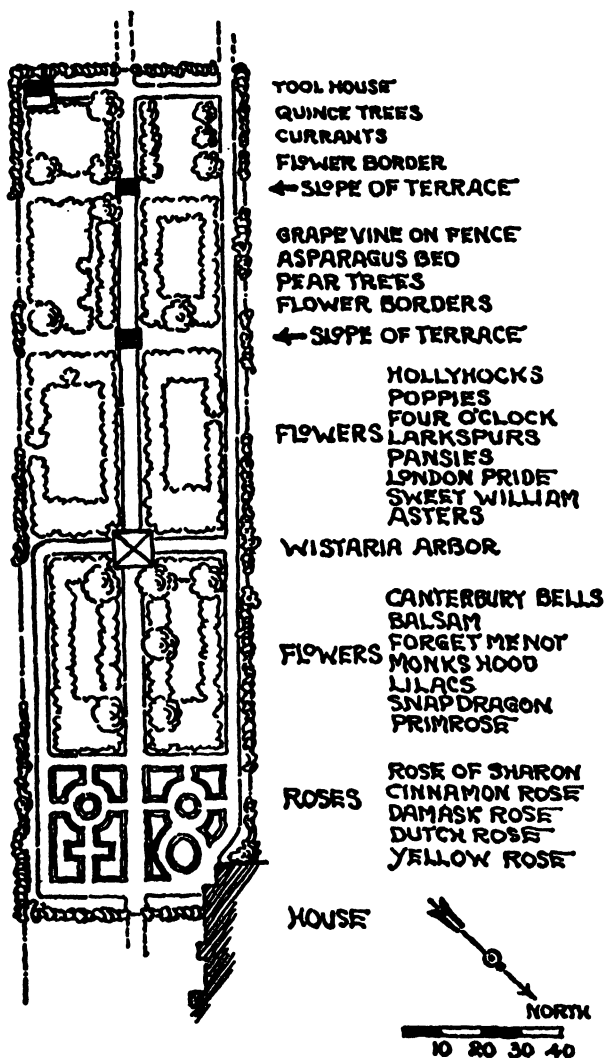 TOOL HOUSE
QUINCE TREES
CURRANTS
FLOWER BORDER
SLOPE OF TERRACE
GRAPEVINE ON FENCE
ASPARAGUS BED
PEAR TREES
FLOWER BORDERS
SLOPE OF TERRACE
FLOWERS
HOLLYHOCKS
POPPIES
FOUR O'CLOCK
LARKSPURS
PANSIES
LONDON PRIDE
SWEET WILLIAM
ASTERS
WISTARIA ARBOR
FLOWERS
CANTERBURY BELLS
BALSAM
FORGET ME NOT
MONKS HOOD
LILACS
SNAPDRAGON
PRIMROSE
ROSES
ROSE OF SHARON
CINNAMON ROSE
DAMASK ROSE
DUTCH ROSE
YELLOW ROSE
HOUSE
NORTH
10 20 30 40